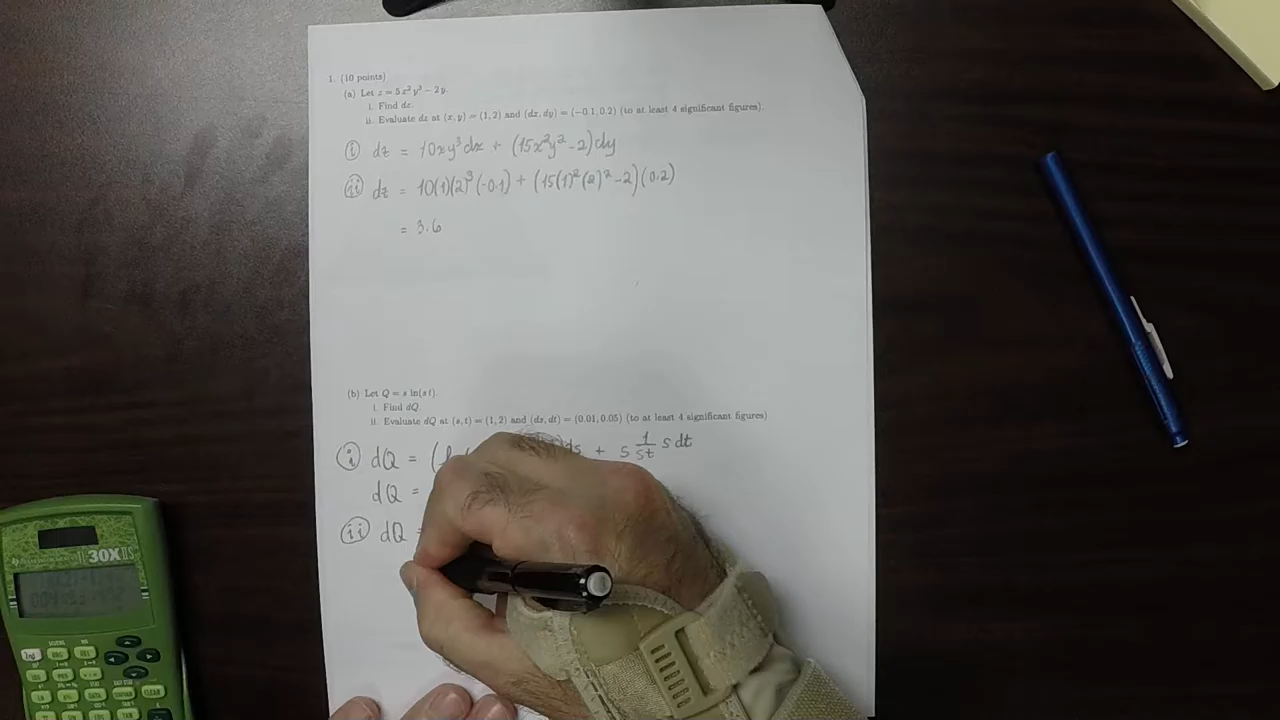 1. (10 points)
(a) Let z = 5x²y³ − 2y.
i. Find dz.
ii. Evaluate dz at (x, y) = (1, 2) and (dx, dy) = (−0.1, 0.2) (to at least 4 significant figures).
(i) dz = 10xy³dx + (15x²y² − 2)dy
(ii) dz = 10(1)(2)³(−0.1) + (15(1)²(2)² − 2)(0.2)
= 3.6
(b) Let Q = s ln(st).
i. Find dQ.
ii. Evaluate dQ at (s, t) = (1, 2) and (ds, dt) = (0.01, 0.05) (to at least 4 significant figures)
(i) dQ = ( ds + s 1/st s dt
dQ =
(ii) dQ =
30X IIS